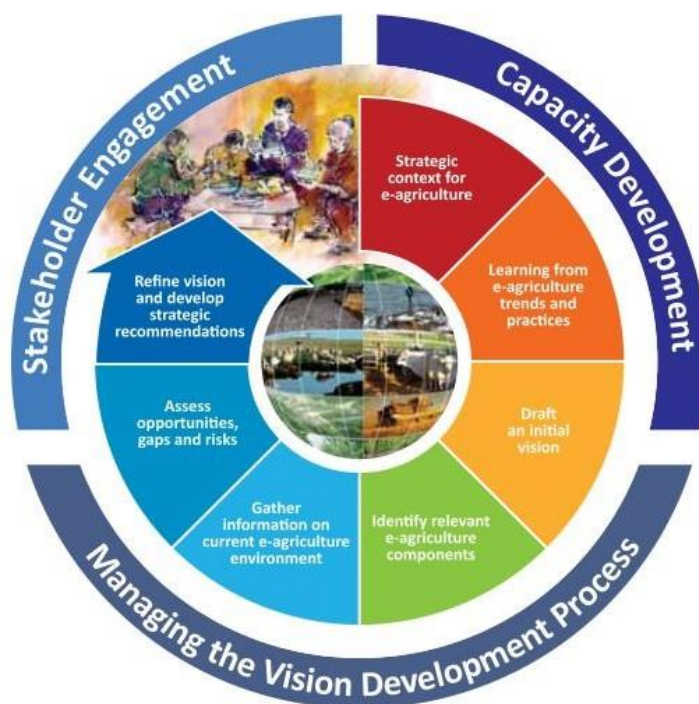 Stakeholder Engagement
Capacity Development
Strategic
context for
e-agriculture
Learning from
e-agriculture
trends and
practices
Draft
an initial
vision
Identify relevant
e-agriculture
components
Gather
information on
current e-agriculture
environment
Assess
opportunities,
gaps and risks
Refine vision
and develop
strategic
recommendations
Managing the Vision Development Process